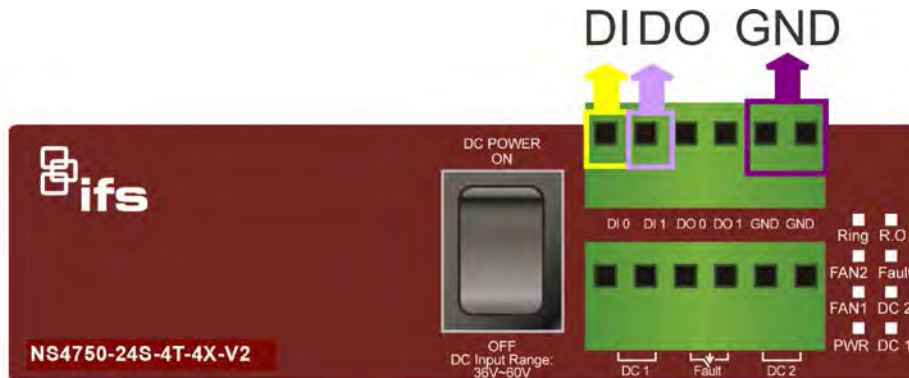 DI DO GND
ifs
DC POWER
ON
DI 0 DI 1 DO 0 DO 1 GND GND
Ring R.O.
FAN2 Fault
FAN1 DC 2
PWR DC 1
NS4750-24S-4T-4X-V2
OFF
DC Input Range:
36V~60V
DC 1 Fault DC 2